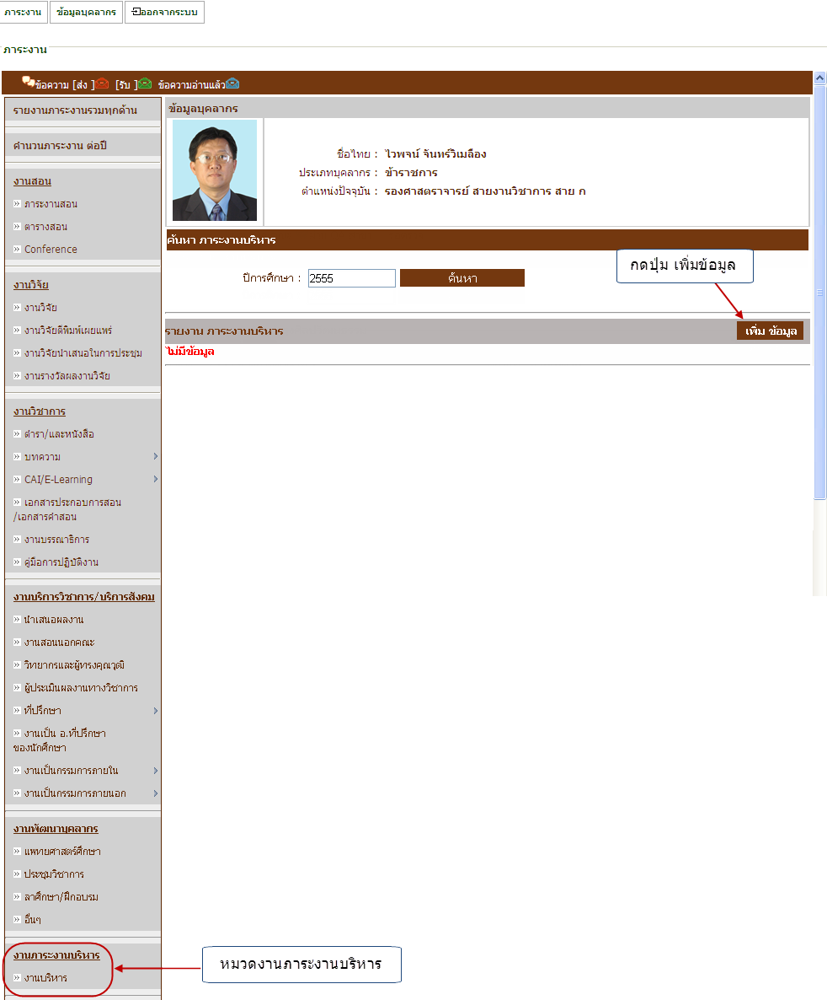 ภาระงาน ข้อมูลบุคลากร ออกจากระบบ
ภาระงาน
ข้อความ [ส่ง ] [รับ ] ข้อความอ่านแล้ว
รายงานภาระงานรวมทุกด้าน
คำนวนภาระงาน ต่อปี
งานสอน
» ภาระงานสอน
» ตารางสอน
» Conference
งานวิจัย
» งานวิจัย
» งานวิจัยตีพิมพ์เผยแพร่
» งานวิจัยนำเสนอในการประชุม
» งานรางวัลผลงานวิจัย
งานวิชาการ
» ตำรา/และหนังสือ
» บทความ
» CAI/E-Learning
» เอกสารประกอบการสอน
/เอกสารคำสอน
» งานบรรณาธิการ
» คู่มือการปฏิบัติงาน
งานบริการวิชาการ/บริการสังคม
» นำเสนอผลงาน
» งานสอนนอกคณะ
» วิทยากรและผู้ทรงคุณวุฒิ
» ผู้ประเมินผลงานทางวิชาการ
» ที่ปรึกษา
» งานเป็น อ.ที่ปรึกษา
ของนักศึกษา
» งานเป็นกรรมการภายใน
» งานเป็นกรรมการภายนอก
งานพัฒนาบุคลากร
» แพทยศาสตร์ศึกษา
» ประชุมวิชาการ
» ลาศึกษา/ฝึกอบรม
» อื่นๆ
งานภาระงานบริหาร
» งานบริหาร
ข้อมูลบุคลากร
ชื่อไทย : ไวพจน์ จันทร์วิเมลือง
ประเภทบุคลากร : ข้าราชการ
ตำแหน่งปัจจุบัน : รองศาสตราจารย์ สายงานวิชาการ สาย ก
ค้นหา ภาระงานบริหาร
ปีการศึกษา : 2555 ค้นหา
กดปุ่ม เพิ่มข้อมูล
รายงาน ภาระงานบริหาร เพิ่ม ข้อมูล
ไม่มีข้อมูล
หมวดงานภาระงานบริหาร